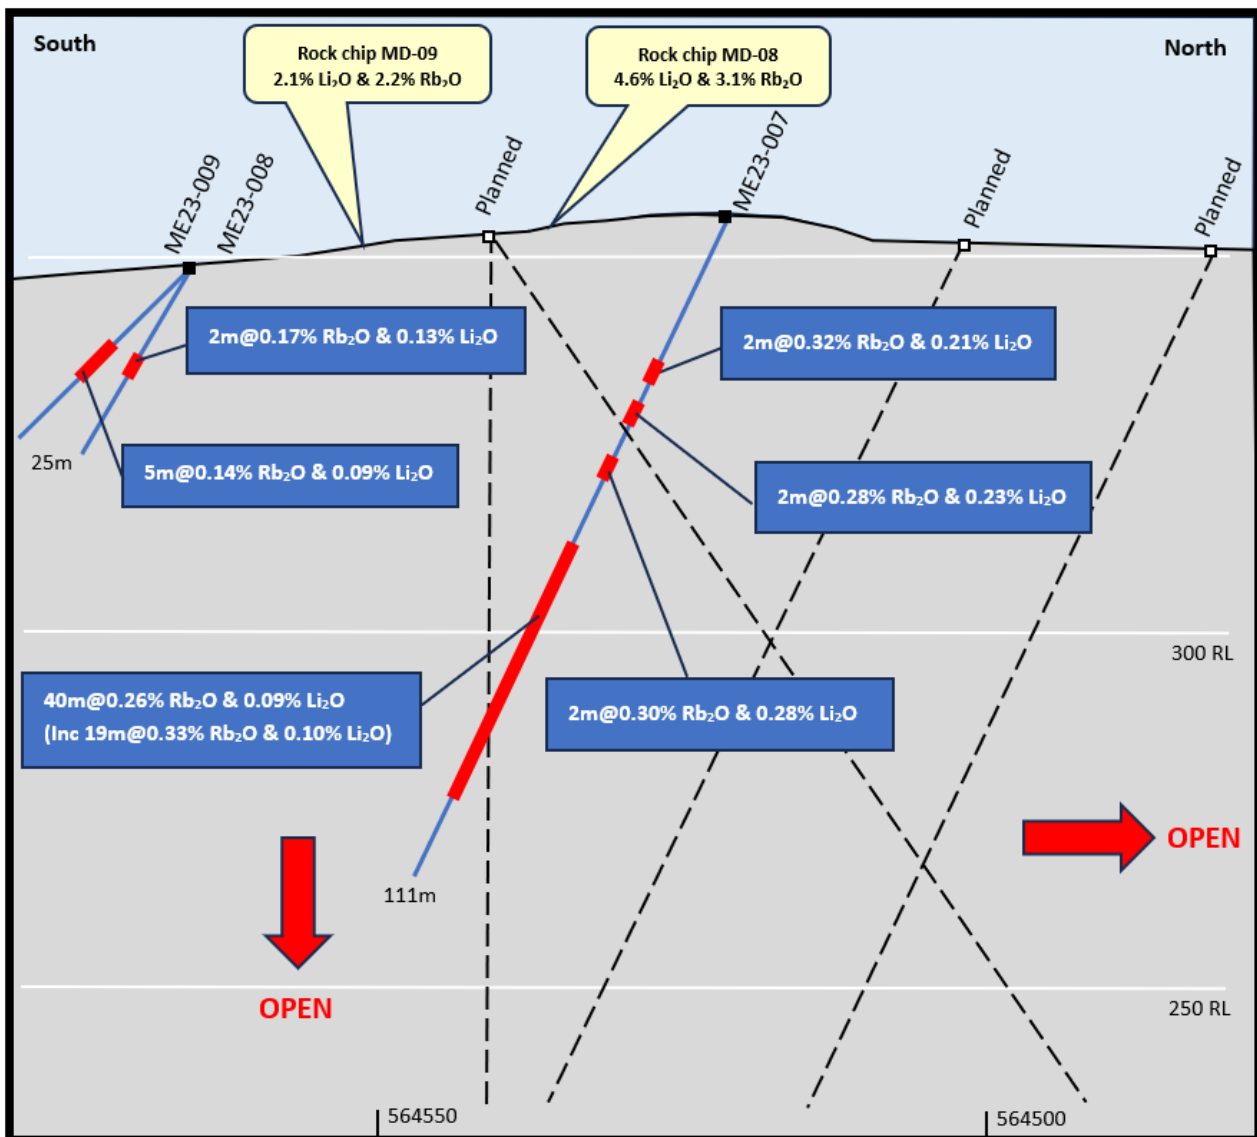 South
North
Rock chip MD-09
2.1% Li₂O & 2.2% Rb₂O
Rock chip MD-08
4.6% Li₂O & 3.1% Rb₂O
ME23-009
ME23-008
Planned
ME23-007
Planned
Planned
2m@0.17% Rb₂O & 0.13% Li₂O
2m@0.32% Rb₂O & 0.21% Li₂O
25m
5m@0.14% Rb₂O & 0.09% Li₂O
2m@0.28% Rb₂O & 0.23% Li₂O
300 RL
40m@0.26% Rb₂O & 0.09% Li₂O
(Inc 19m@0.33% Rb₂O & 0.10% Li₂O)
2m@0.30% Rb₂O & 0.28% Li₂O
OPEN
111m
OPEN
250 RL
564550
564500